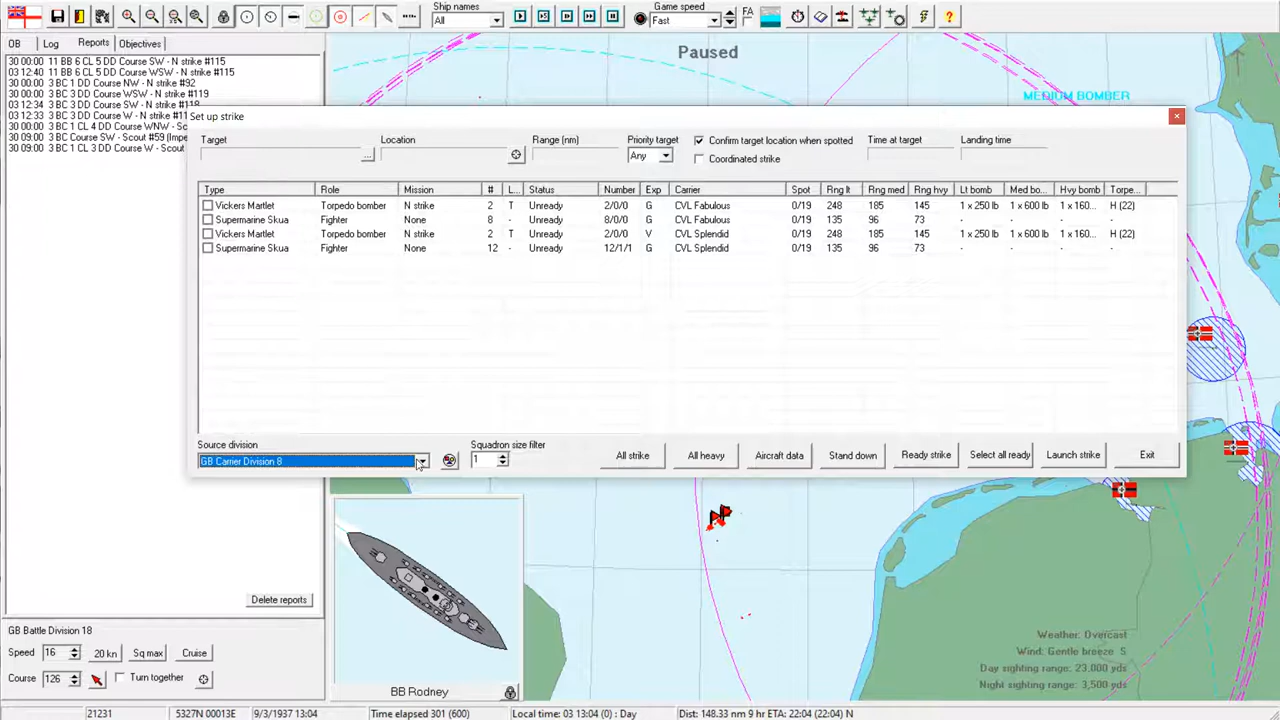 Ship names
All
Game speed
Fast
FA
OB Log Reports Objectives
30 00:00 11 BB 6 CL 5 DD Course SW - N strike #115
03 12:40 11 BB 6 CL 5 DD Course WSW - N strike #115
30 00:00 3 BC 1 DD Course NW - N strike #92
30 00:00 3 BC 3 DD Course WSW - N strike #119
03 12:34 3 BC 3 DD Course SW - N strike #118
03 12:33 3 BC 3 DD Course W - N strike #11
30 00:00 3 BC 1 CL 4 DD Course WNW - Sc
30 09:00 3 BC Course SW - Scout #59 (Impe
30 09:00 3 BC 1 CL 3 DD Course W - Scout
Paused
MEDIUM BOMBER
Set up strike
Target Location Range (nm) Priority target Confirm target location when spotted Time at target Landing time
... Any Coordinated strike
Type Role Mission # L... Status Number Exp Carrier Spot Rng lt Rng med Rng hvy Lt bomb Med bo... Hvy bomb Torpe...
Vickers Martlet Torpedo bomber N strike 2 T Unready 2/0/0 G CVL Fabulous 0/19 248 185 145 1 x 250 lb 1 x 600 lb 1 x 160... H (22)
Supermarine Skua Fighter None 8 - Unready 8/0/0 G CVL Fabulous 0/19 135 96 73 - - - -
Vickers Martlet Torpedo bomber N strike 2 T Unready 2/0/0 V CVL Splendid 0/19 248 185 145 1 x 250 lb 1 x 600 lb 1 x 160... H (22)
Supermarine Skua Fighter None 12 - Unready 12/1/1 G CVL Splendid 0/19 135 96 73 - - - -
Source division Squadron size filter
GB Carrier Division 8 1 All strike All heavy Aircraft data Stand down Ready strike Select all ready Launch strike Exit
Delete reports
GB Battle Division 18
Speed 16 20 kn Sq max Cruise
Course 126 Turn together
BB Rodney
Weather: Overcast
Wind: Gentle breeze S
Day sighting range: 23,000 yds
Night sighting range: 3,500 yds
21231 5327N 00013E 9/3/1937 13:04 Time elapsed 301 (600) Local time: 03 13:04 (0) : Day Dist: 148.33 nm 9 hr ETA: 22:04 (22:04) N